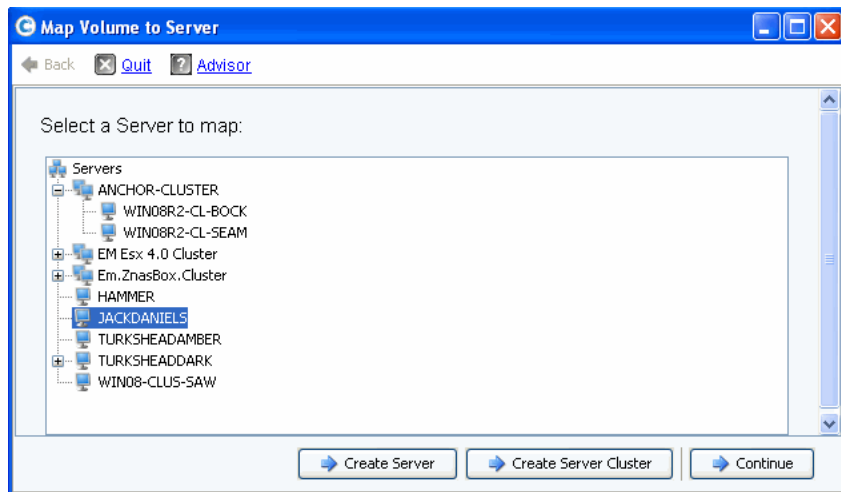 Map Volume to Server
Back Quit Advisor
Select a Server to map:
Servers
ANCHOR-CLUSTER
WIN08R2-CL-BOCK
WIN08R2-CL-SEAM
EM Esx 4.0 Cluster
Em.ZnasBox.Cluster
HAMMER
JACKDANIELS
TURKSHEADAMBER
TURKSHEADDARK
WIN08-CLUS-SAW
Create Server Create Server Cluster Continue